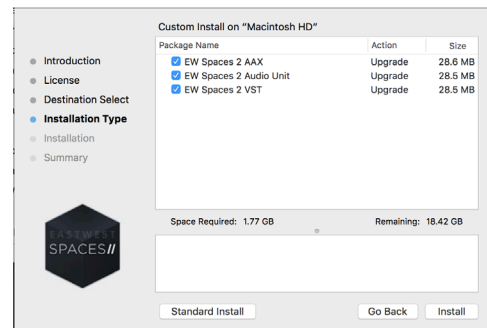 Custom Install on “Macintosh HD”
Package Name Action Size
EW Spaces 2 AAX Upgrade 28.6 MB
EW Spaces 2 Audio Unit Upgrade 28.5 MB
EW Spaces 2 VST Upgrade 28.5 MB
Introduction
License
Destination Select
Installation Type
Installation
Summary
EASTWEST
SPACES//
Space Required: 1.77 GB Remaining: 18.42 GB
Standard Install Go Back Install